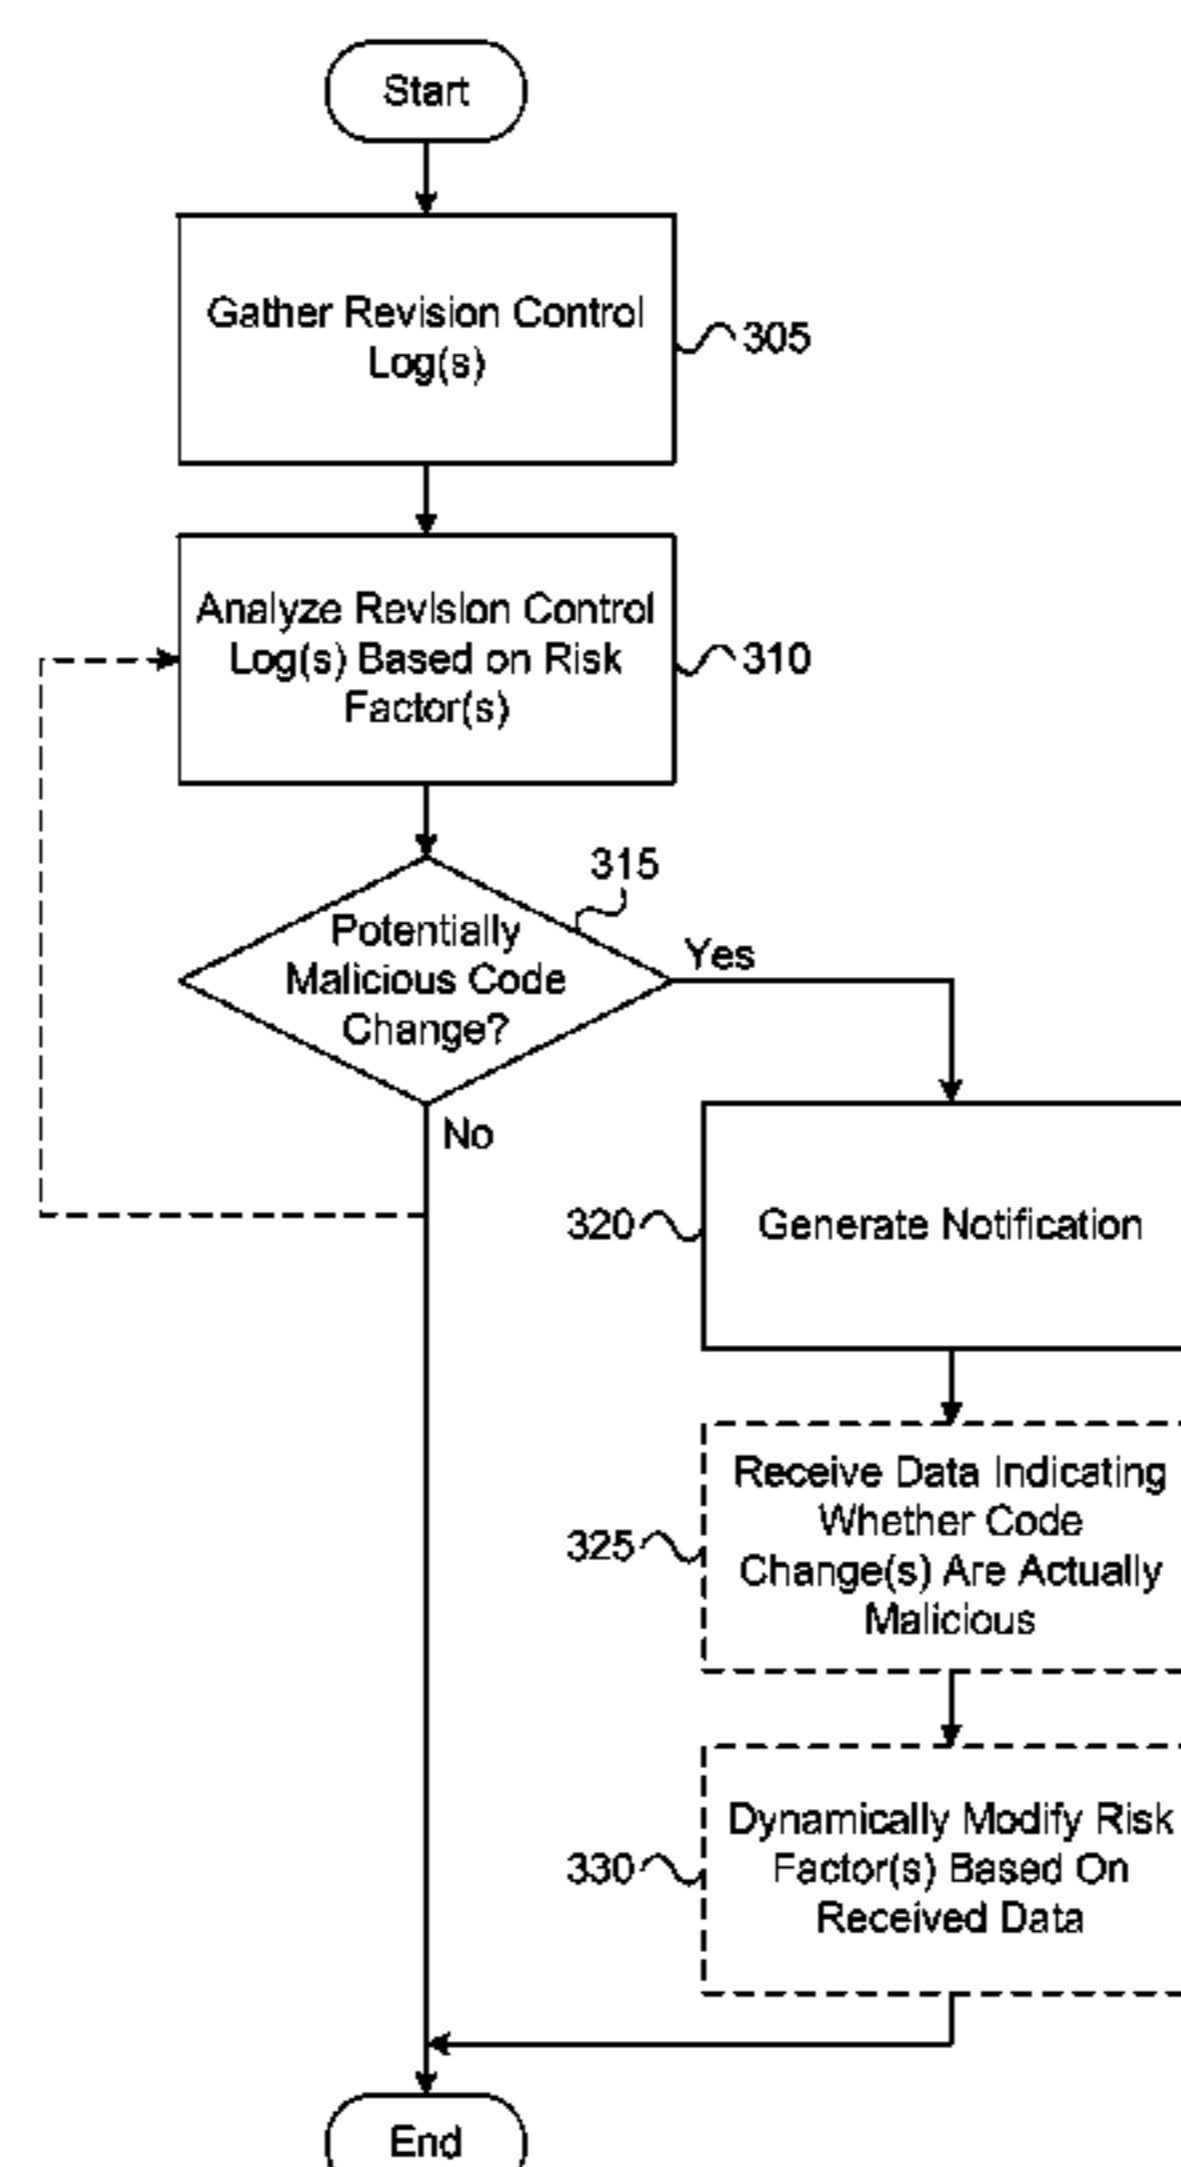 Start
Gather Revision Control
Log(s)
305
Analyze Revision Control
Log(s) Based on Risk
Factor(s)
310
315
Potentially
Malicious Code
Change?
Yes
No
320
Generate Notification
Receive Data Indicating
Whether Code
Change(s) Are Actually
Malicious
325
Dynamically Modify Risk
Factor(s) Based On
Received Data
330
End